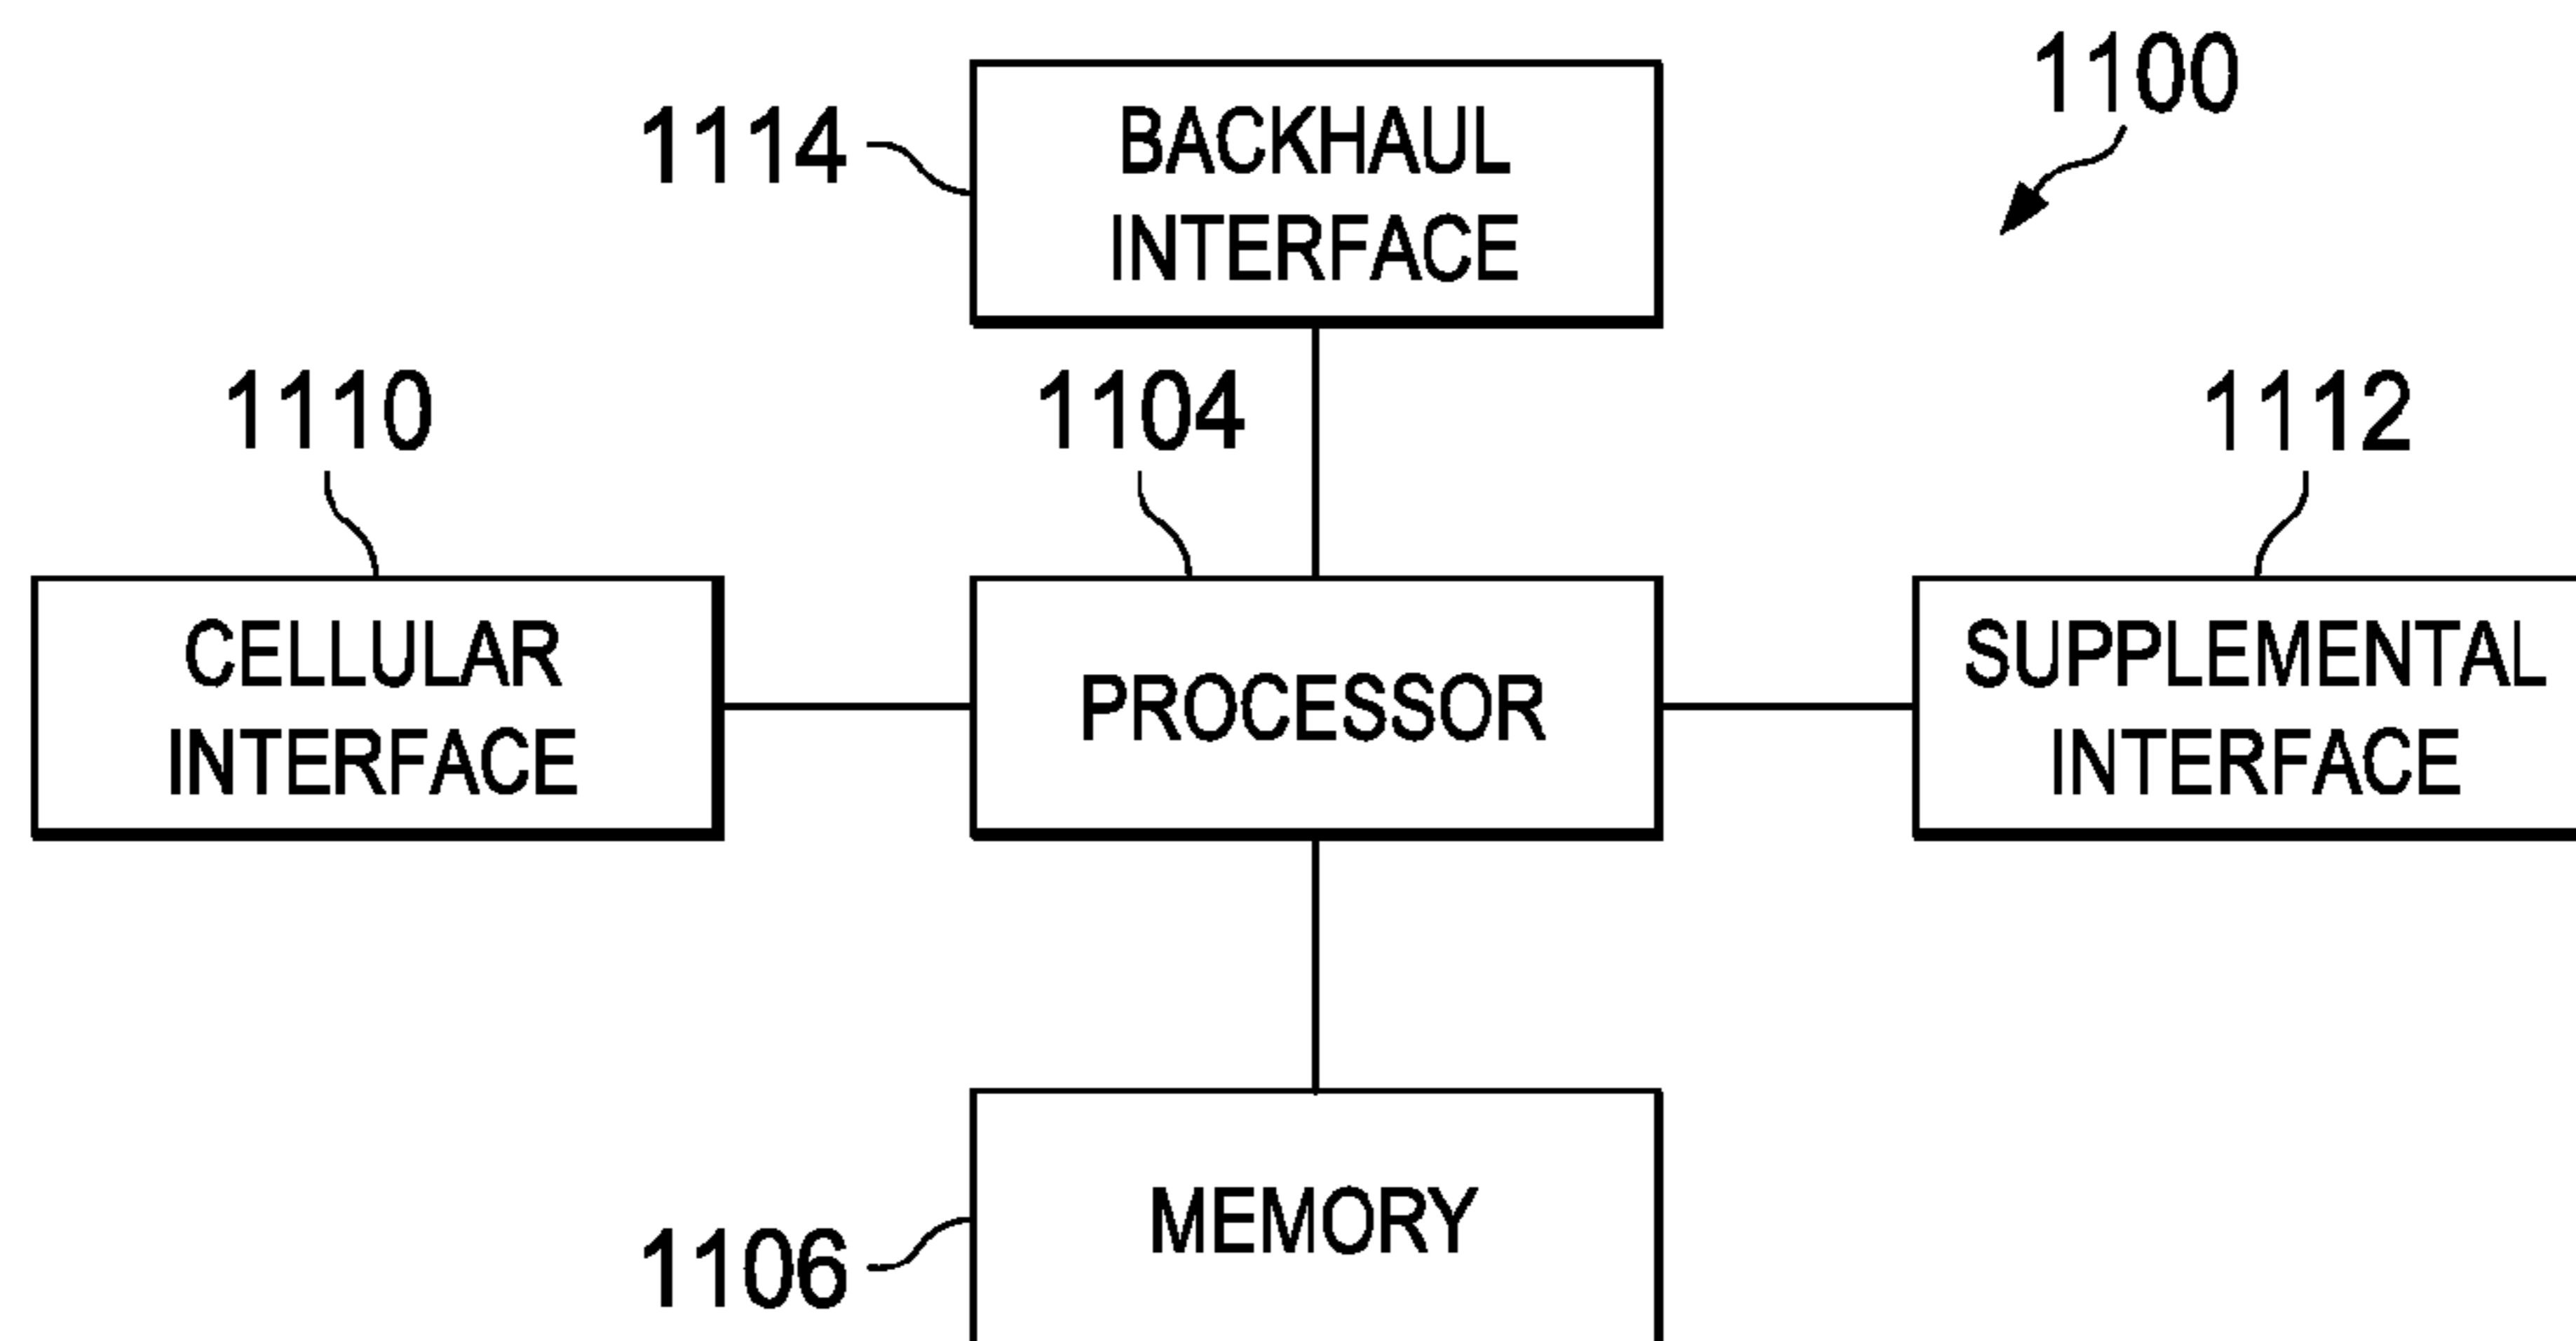 1100
1114
BACKHAUL
INTERFACE
1110
1104
1112
CELLULAR
INTERFACE
PROCESSOR
SUPPLEMENTAL
INTERFACE
1106
MEMORY